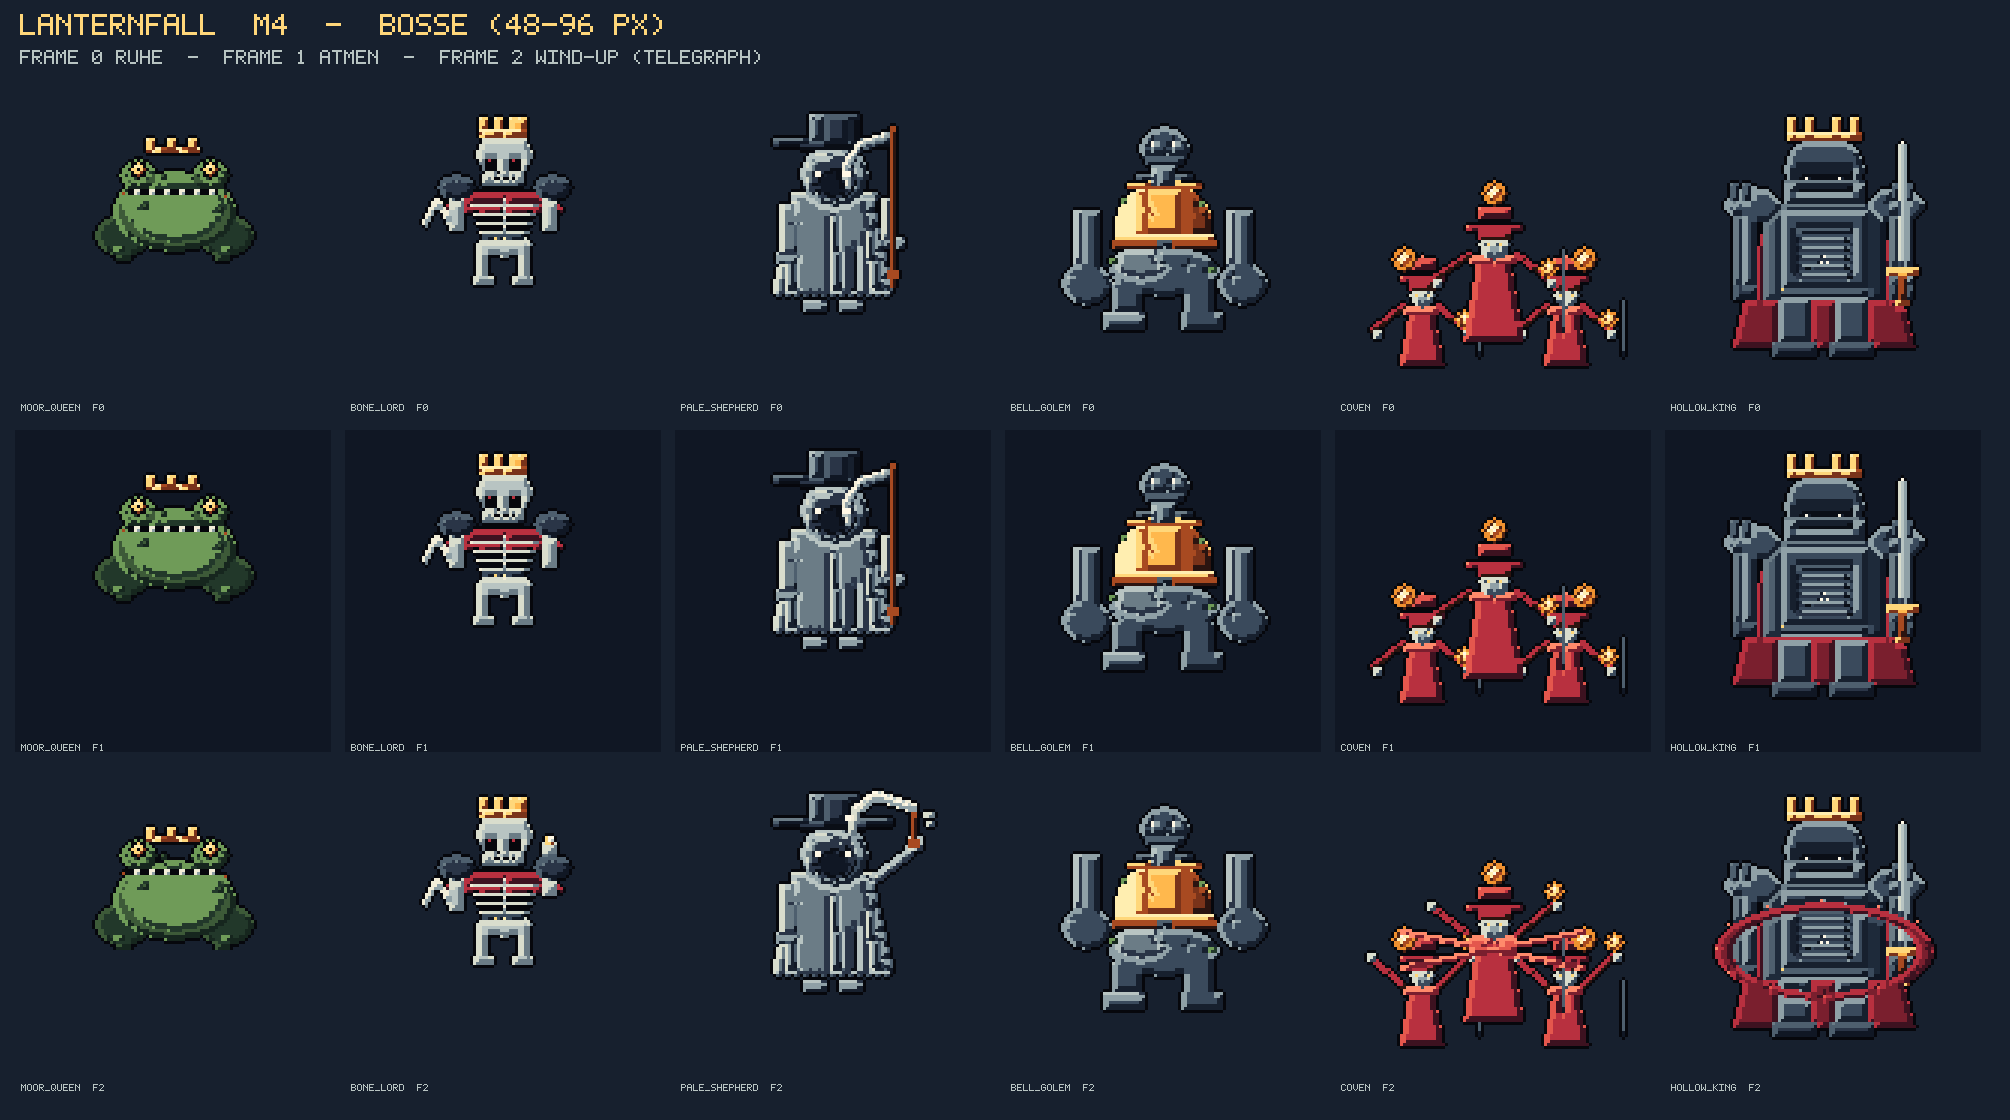 LANTERNFALL M4 - BOSSE (48-96 PX)
FRAME 0 RUHE - FRAME 1 ATMEN - FRAME 2 WIND-UP (TELEGRAPH)
MOOR_QUEEN F0 BONE_LORD F0 PALE_SHEPHERD F0 BELL_GOLEM F0 COVEN F0 HOLLOW_KING F0
MOOR_QUEEN F1 BONE_LORD F1 PALE_SHEPHERD F1 BELL_GOLEM F1 COVEN F1 HOLLOW_KING F1
MOOR_QUEEN F2 BONE_LORD F2 PALE_SHEPHERD F2 BELL_GOLEM F2 COVEN F2 HOLLOW_KING F2